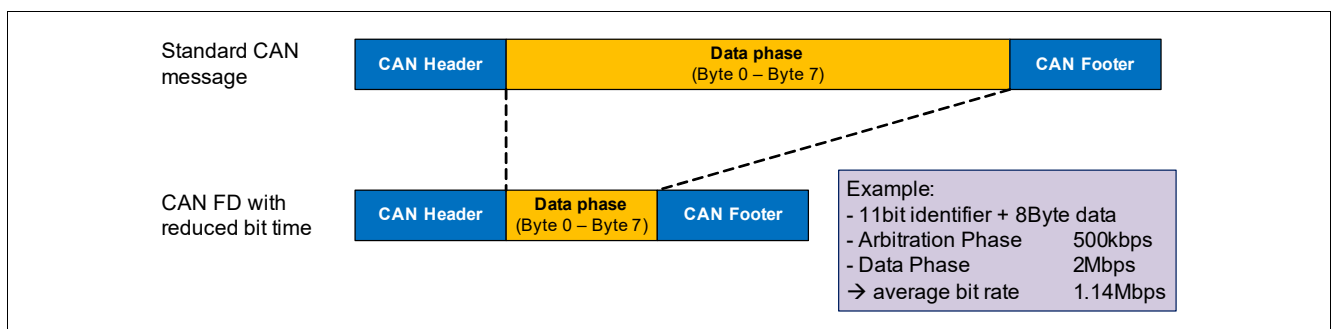 Standard CAN
message
CAN Header
Data phase
(Byte 0 – Byte 7)
CAN Footer
CAN FD with
reduced bit time
CAN Header
Data phase
(Byte 0 – Byte 7)
CAN Footer
Example:
- 11bit identifier + 8Byte data
- Arbitration Phase 500kbps
- Data Phase 2Mbps
→ average bit rate 1.14Mbps